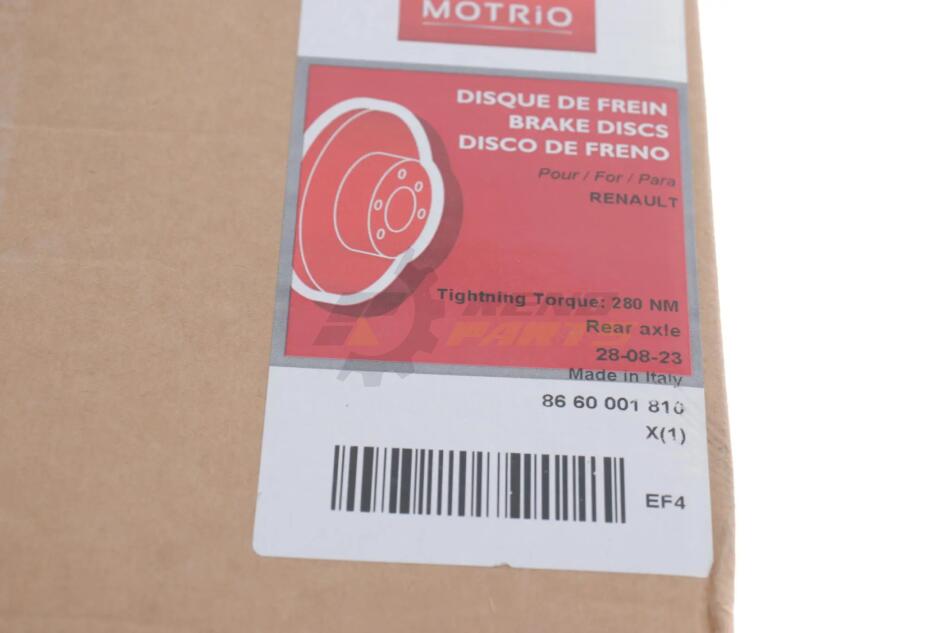 MOTRiO
DISQUE DE FREIN
BRAKE DISCS
DISCO DE FRENO
Pour / For / Para
RENAULT
Tightning Torque: 280 NM
Rear axle
28-08-23
Made in Italy
86 60 001 810
X(1)
EF4
PARTS